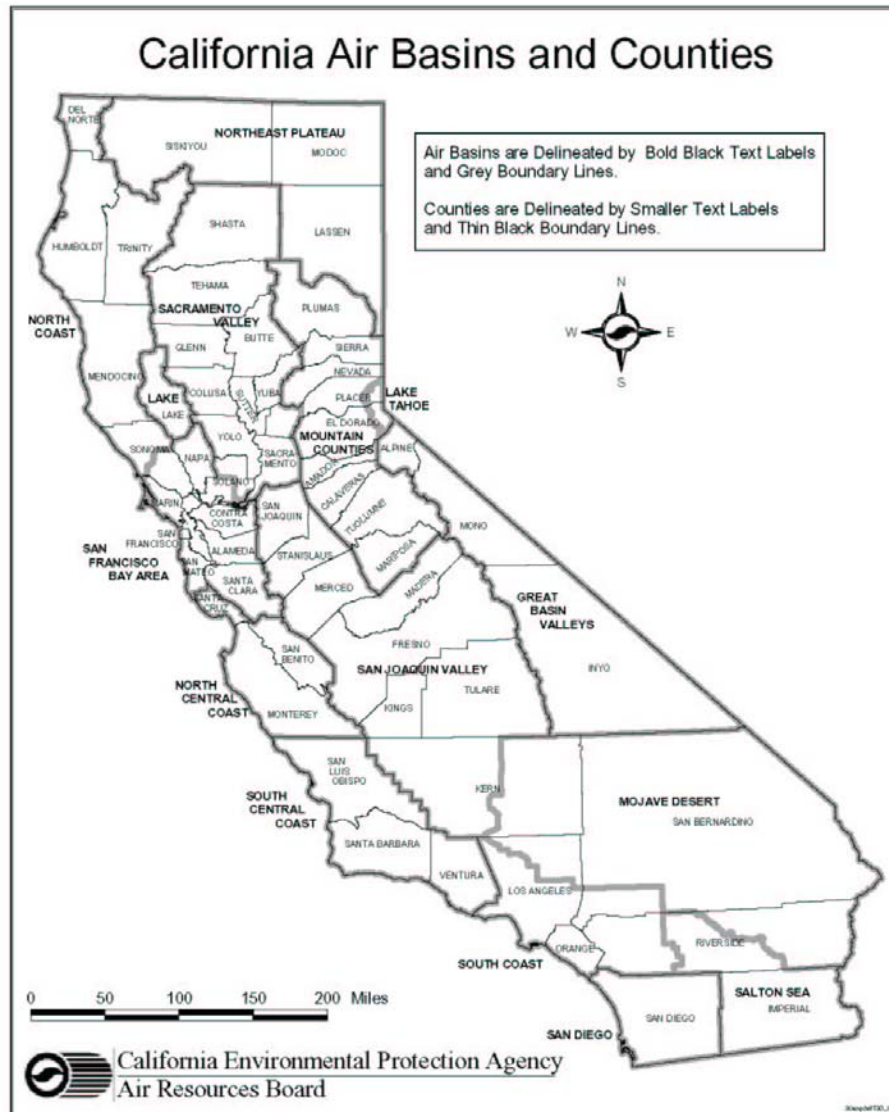 California Air Basins and Counties
DEL
NORTE
NORTHEAST PLATEAU
SISKIYOU
MODOC
Air Basins are Delineated by Bold Black Text Labels
and Grey Boundary Lines.
Counties are Delineated by Smaller Text Labels
and Thin Black Boundary Lines.
SHASTA
LASSEN
HUMBOLDT
TRINITY
TEHAMA
N
W
E
S
SACRAMENTO
VALLEY
PLUMAS
NORTH
COAST
BUTTE
GLENN
SIERRA
MENDOCINO
NEVADA
LAKE
LAKE
COLUSA
SUTTER
YUBA
PLACER
LAKE
TAHOE
EL DORADO
YOLO
MOUNTAIN
COUNTIES
ALPINE
SONOMA
NAPA
SACRA
MENTO
SOLANO
AMADOR
CALAVERAS
MARIN
CONTRA
COSTA
SAN
JOAQUIN
TUOLUMNE
MONO
SAN
FRANCISCO
ALAMEDA
STANISLAUS
MARIPOSA
SAN
FRANCISCO
BAY AREA
SAN
MATEO
SANTA
CLARA
SANTA
CRUZ
MERCED
MADERA
GREAT
BASIN
VALLEYS
FRESNO
SAN
BENITO
SAN JOAQUIN VALLEY
INYO
NORTH
CENTRAL
COAST
TULARE
KINGS
MONTEREY
SAN
LUIS
OBISPO
KERN
SOUTH
CENTRAL
COAST
MOJAVE DESERT
SAN BERNARDINO
SANTA BARBARA
VENTURA
LOS ANGELES
ORANGE
RIVERSIDE
SOUTH COAST
0 50 100 150 200 Miles
SALTON SEA
IMPERIAL
SAN DIEGO
SAN DIEGO
California Environmental Protection Agency
Air Resources Board